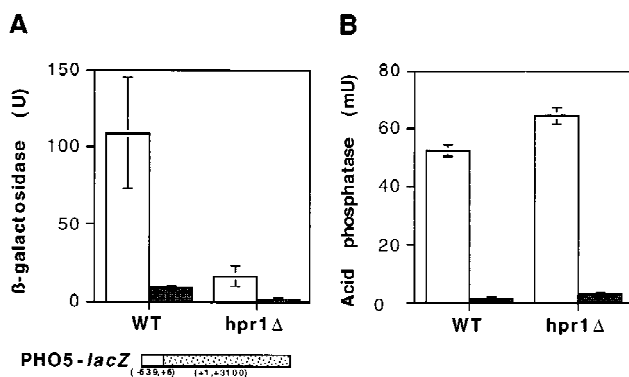 A
B
ß-galactosidase (U)
150
100
50
0
WT
hpr1Δ
Acid phosphatase (mU)
80
60
40
20
0
WT
hpr1Δ
PHO5-lacZ
(-539,+5) (+1,+3100)